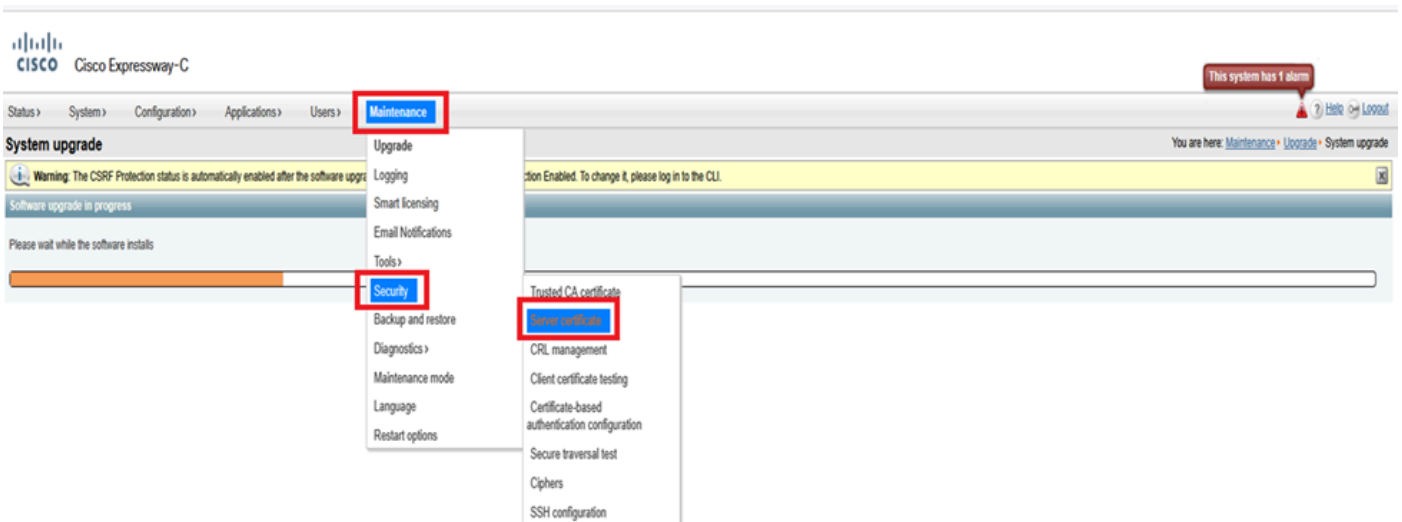 CISCO Cisco Expressway-C
This system has 1 alarm
Status> System> Configuration> Applications> Users> Maintenance
? Help Logout
System upgrade
You are here: Maintenance Upgrade System upgrade
Warning: The CSRF Protection status is automatically enabled after the software upgra
ction Enabled. To change it, please log in to the CLI.
Software upgrade in progress
Please wait while the software installs
Upgrade
Logging
Smart licensing
Email Notifications
Tools>
Security
Backup and restore
Diagnostics>
Maintenance mode
Language
Restart options
Trusted CA certificate
Server certificate
CRL management
Client certificate testing
Certificate-based
authentication configuration
Secure traversal test
Ciphers
SSH configuration